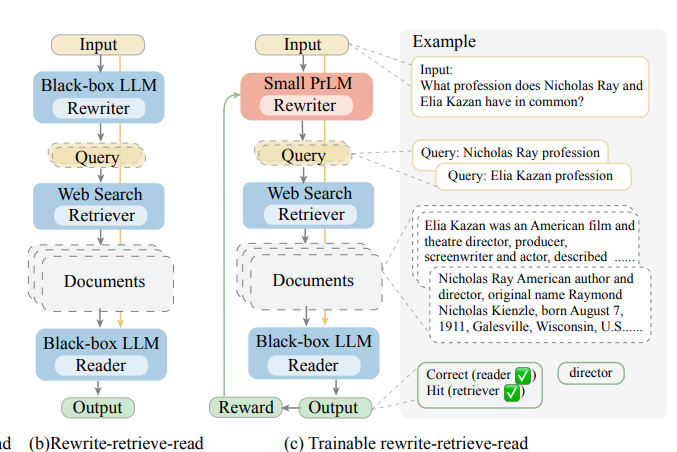 Input
Black-box LLM
Rewriter
Query
Web Search
Retriever
Documents
Black-box LLM
Reader
Output
Input
Small PrLM
Rewriter
Query
Web Search
Retriever
Documents
Black-box LLM
Reader
Reward
Output
Example
Input:
What profession does Nicholas Ray and
Elia Kazan have in common?
Query: Nicholas Ray profession
Query: Elia Kazan profession
Elia Kazan was an American film and
theatre director, producer,
screenwriter and actor, described ......
Nicholas Ray American author and
director, original name Raymond
Nicholas Kienzle, born August 7,
1911, Galesville, Wisconsin, U.S......
Correct (reader ✅)
Hit (retriever ✅)
director
(b)Rewrite-retrieve-read
(c) Trainable rewrite-retrieve-read